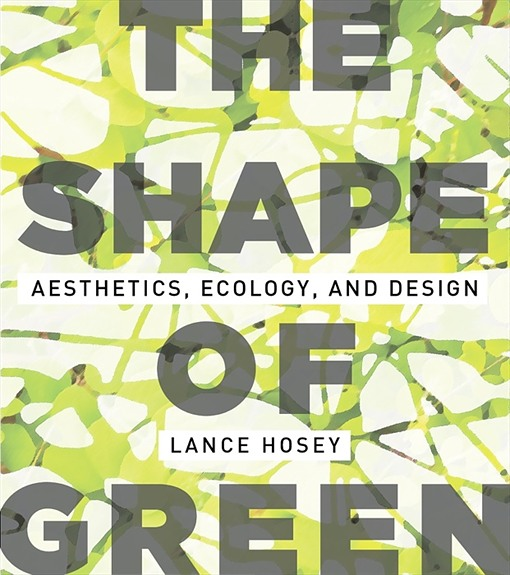 THE
SHAPE
AESTHETICS, ECOLOGY, AND DESIGN
OF
LANCE HOSEY
GREEN